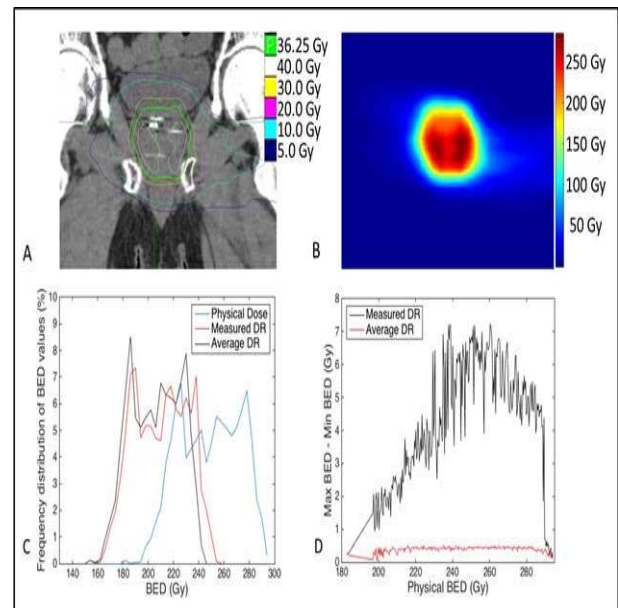 36.25 Gy
40.0 Gy
30.0 Gy
20.0 Gy
10.0 Gy
5.0 Gy
A
250 Gy
200 Gy
150 Gy
100 Gy
50 Gy
B
Frequency distribution of BED values (%)
10
9
8
7
6
5
4
3
2
1
0
Physical Dose
Measured DR
Average DR
140 160 180 200 220 240 260 280 300
BED (Gy)
C
Max BED - Min BED (Gy)
8
7
6
5
4
3
2
1
0
Measured DR
Average DR
180 200 220 240 260 280
Physical BED (Gy)
D